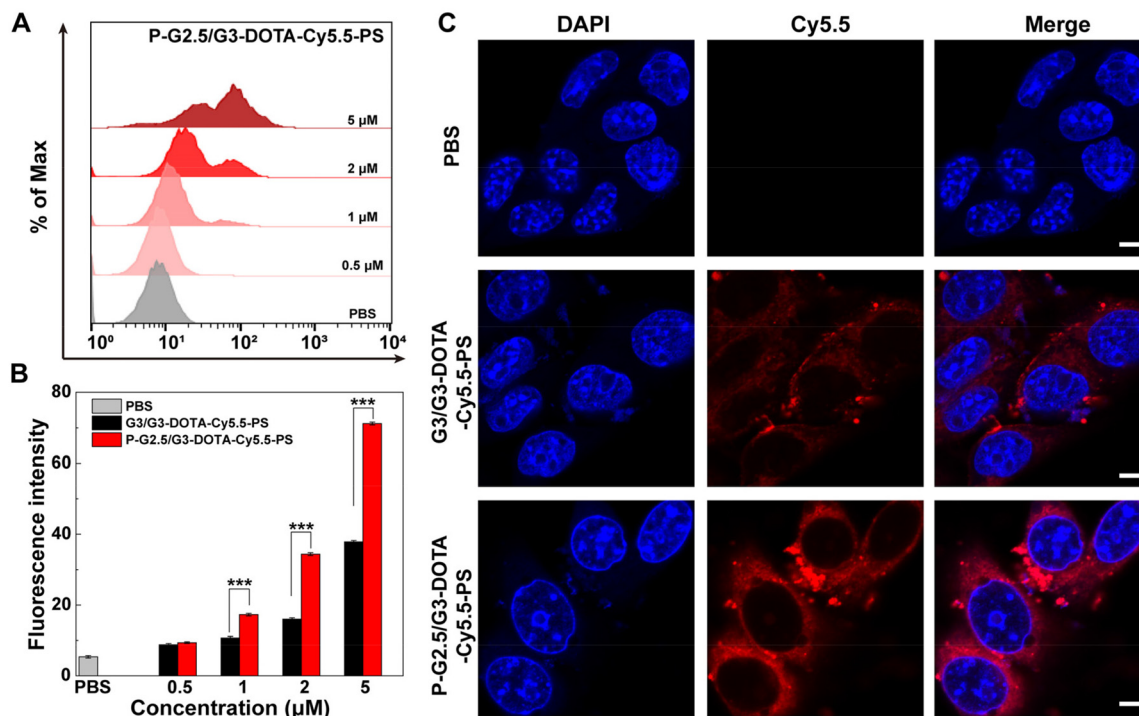 A
P-G2.5/G3-DOTA-Cy5.5-PS
% of Max
5 µM
2 µM
1 µM
0.5 µM
PBS
10⁰ 10¹ 10² 10³ 10⁴
B
Fluorescence intensity
80
60
40
20
0
PBS
G3/G3-DOTA-Cy5.5-PS
P-G2.5/G3-DOTA-Cy5.5-PS
***
***
***
PBS 0.5 1 2 5
Concentration (µM)
C
DAPI Cy5.5 Merge
PBS
G3/G3-DOTA
-Cy5.5-PS
P-G2.5/G3-DOTA
-Cy5.5-PS